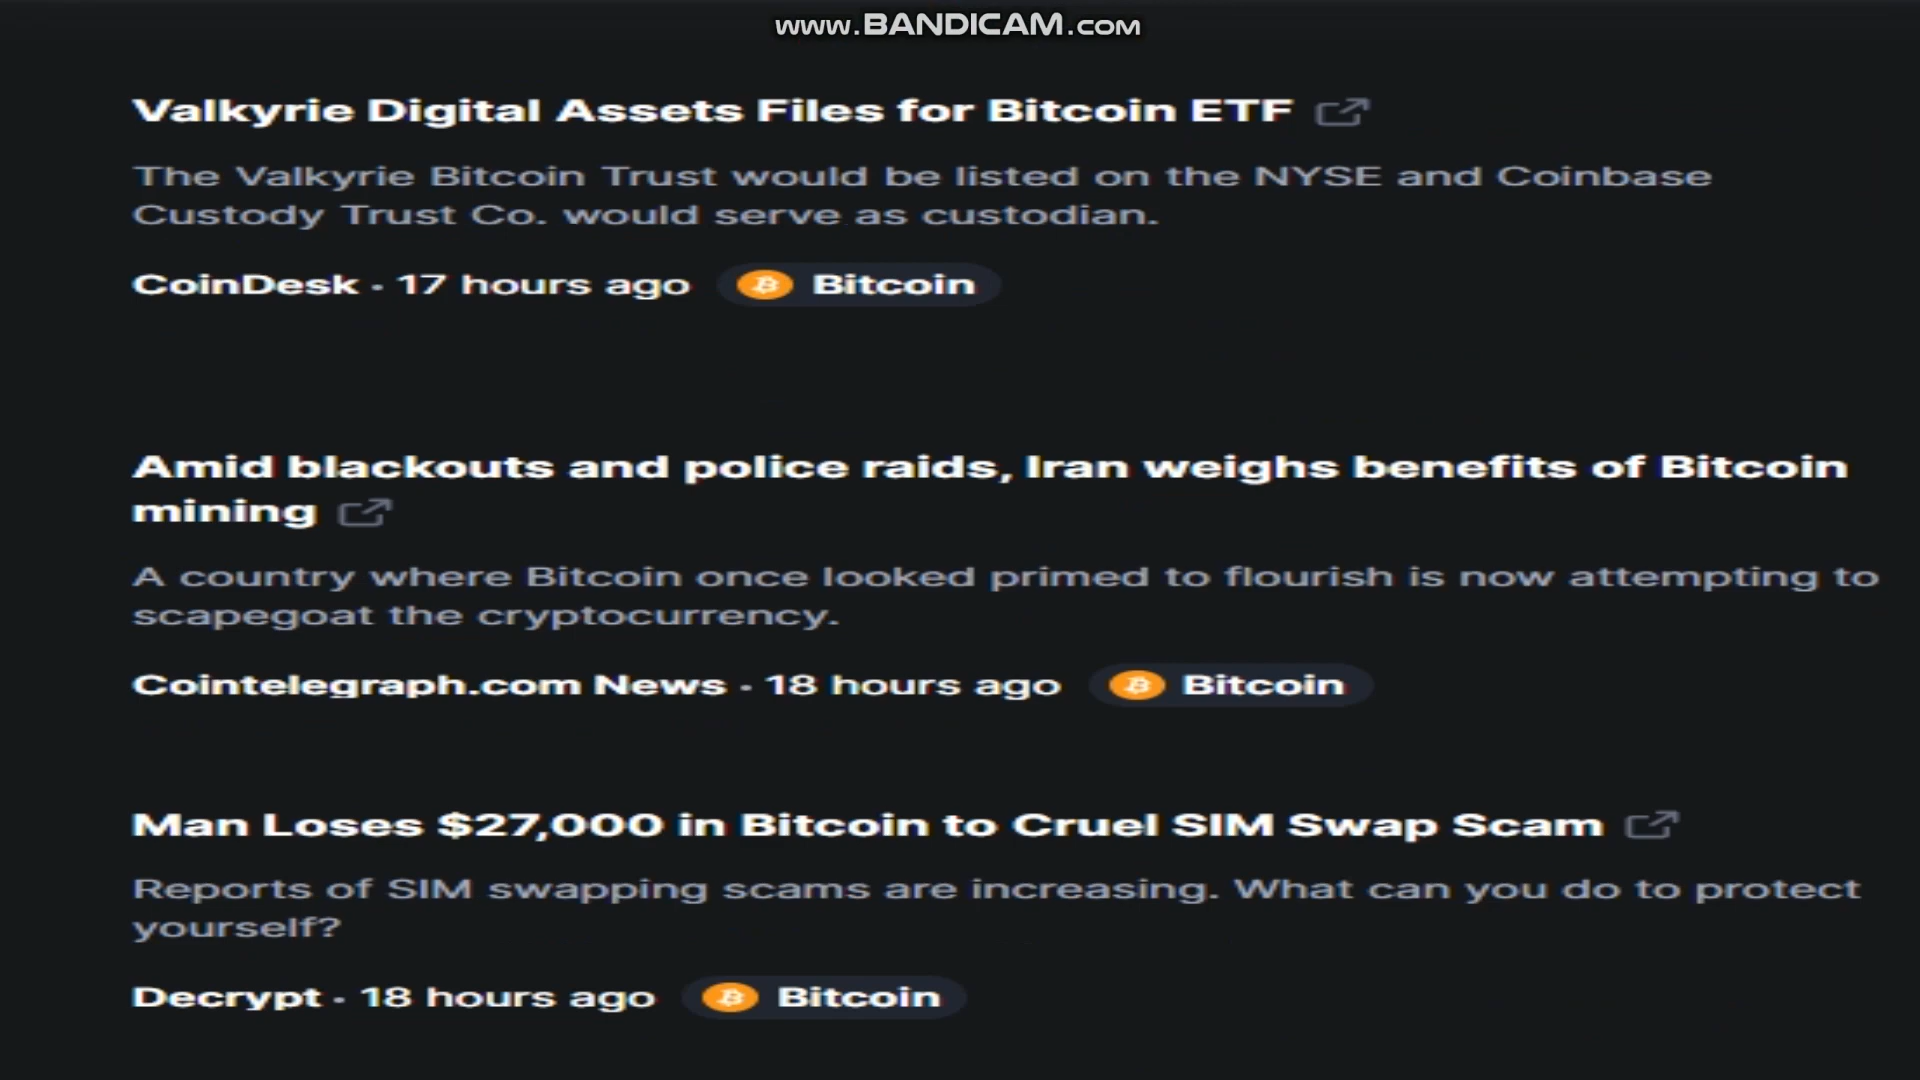 www.BANDICAM.com
Valkyrie Digital Assets Files for Bitcoin ETF
The Valkyrie Bitcoin Trust would be listed on the NYSE and Coinbase
Custody Trust Co. would serve as custodian.
CoinDesk · 17 hours ago Bitcoin
Amid blackouts and police raids, Iran weighs benefits of Bitcoin
mining
A country where Bitcoin once looked primed to flourish is now attempting to
scapegoat the cryptocurrency.
Cointelegraph.com News · 18 hours ago Bitcoin
Man Loses $27,000 in Bitcoin to Cruel SIM Swap Scam
Reports of SIM swapping scams are increasing. What can you do to protect
yourself?
Decrypt · 18 hours ago Bitcoin